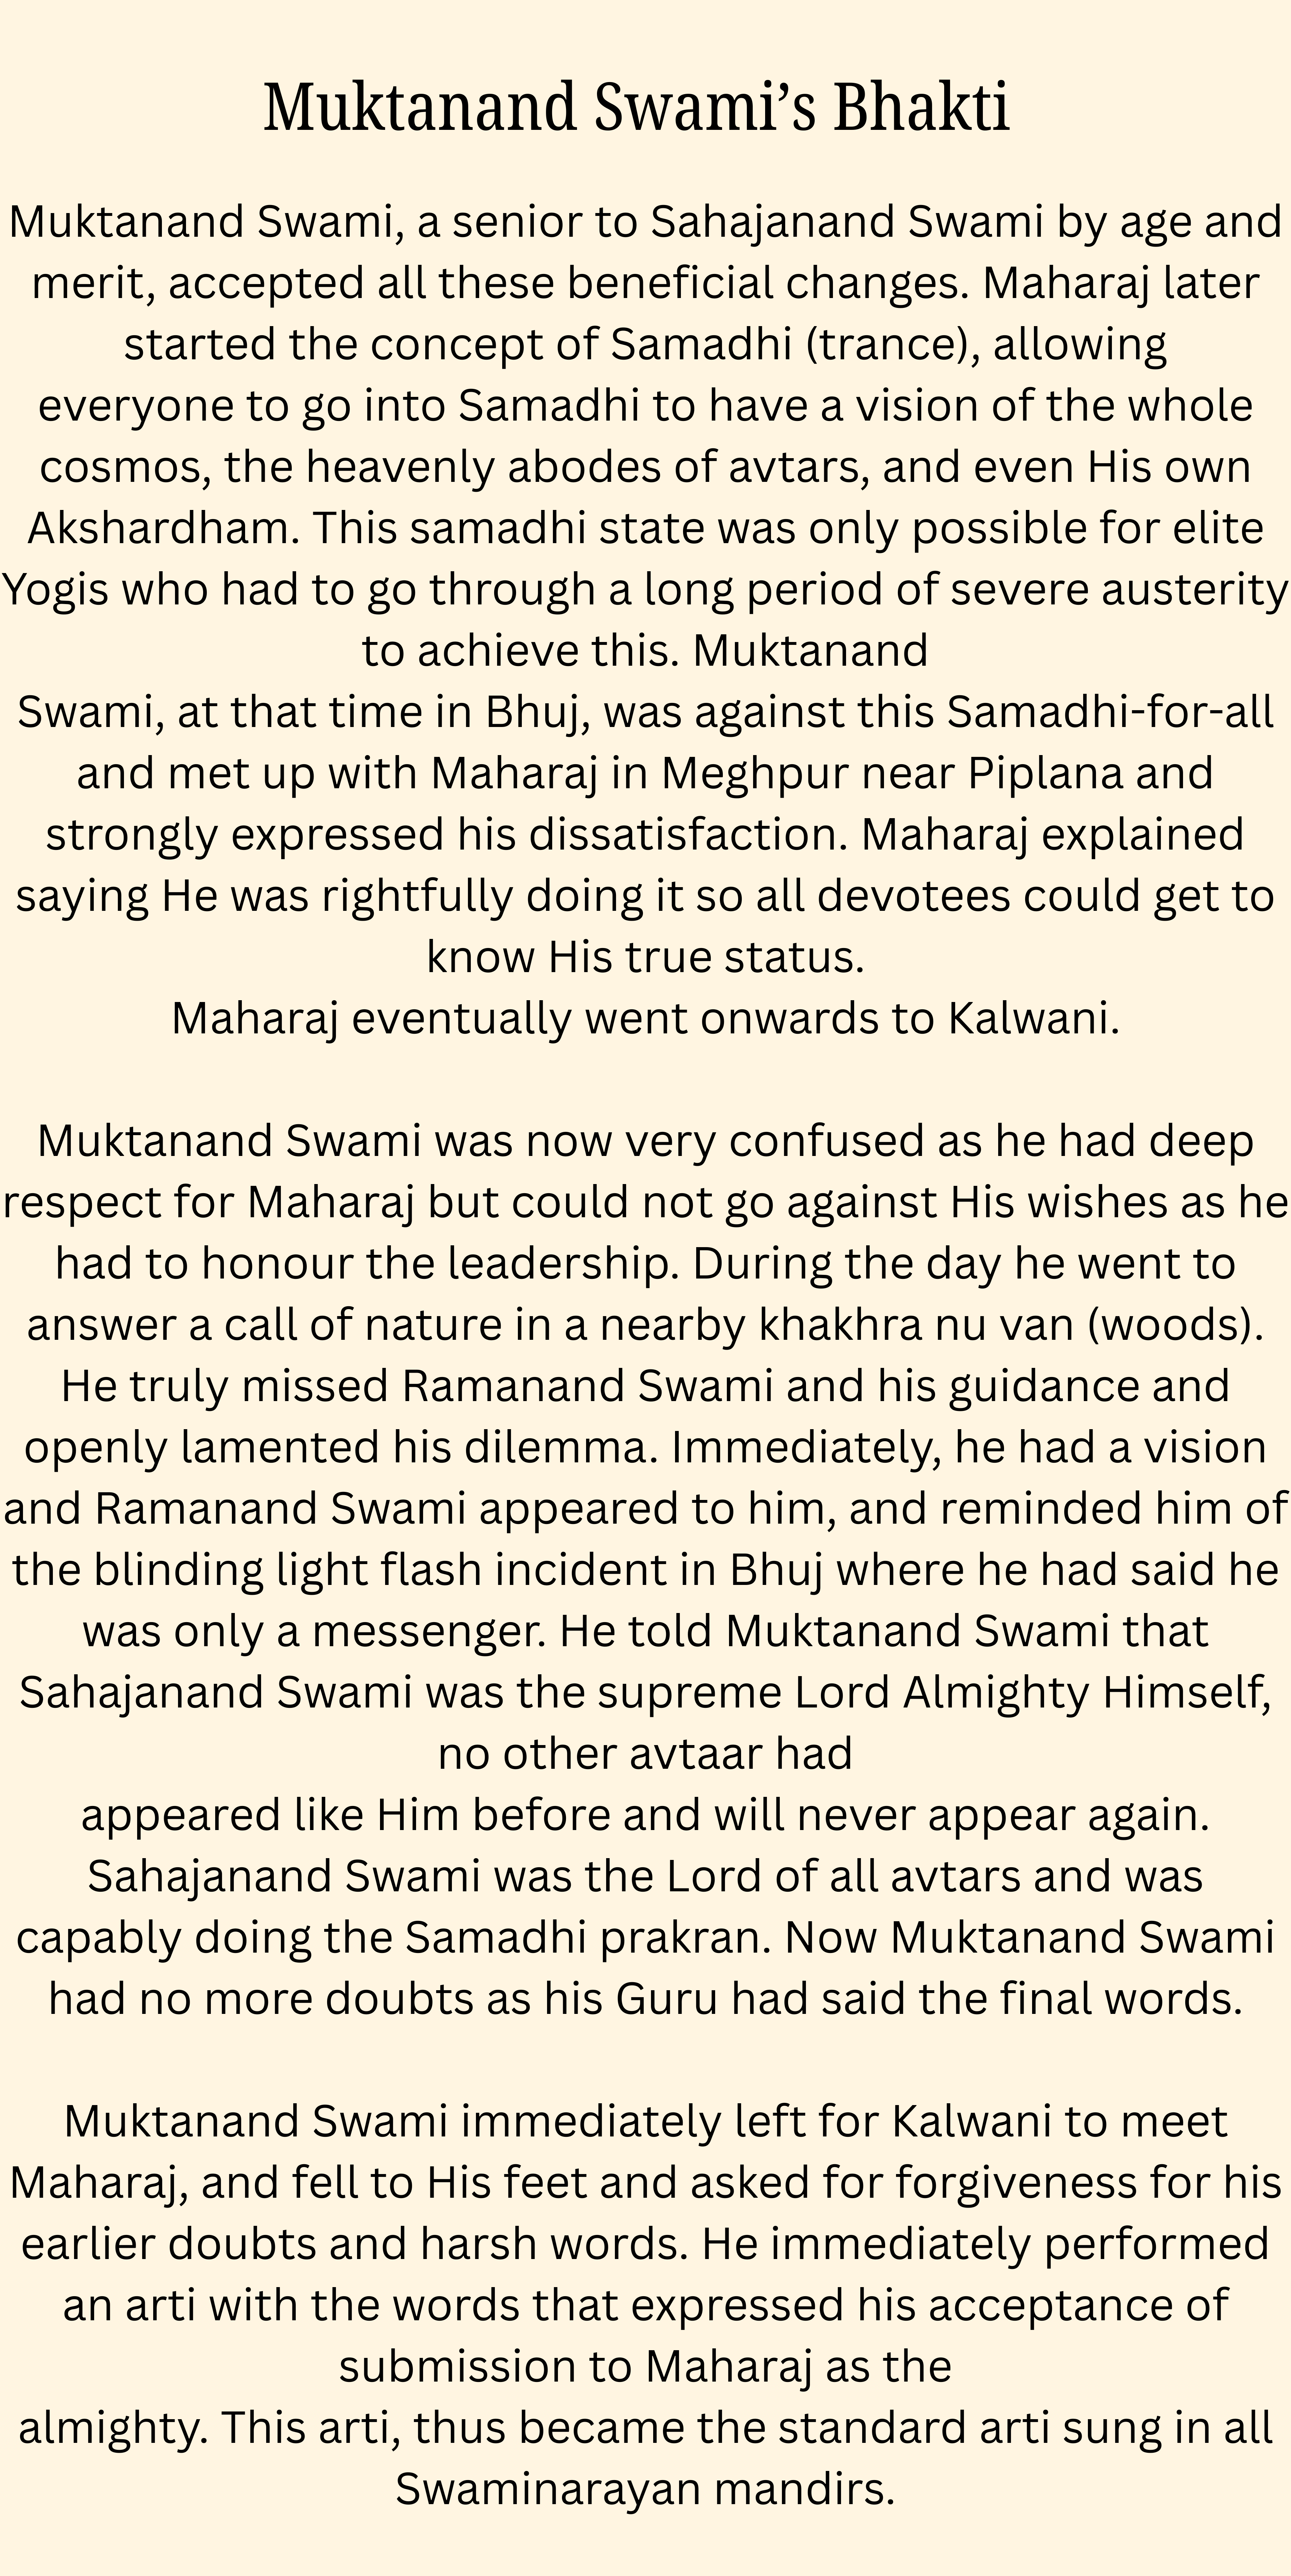 Muktanand Swami’s Bhakti
Muktanand Swami, a senior to Sahajanand Swami by age and
merit, accepted all these beneficial changes. Maharaj later
started the concept of Samadhi (trance), allowing
everyone to go into Samadhi to have a vision of the whole
cosmos, the heavenly abodes of avtars, and even His own
Akshardham. This samadhi state was only possible for elite
Yogis who had to go through a long period of severe austerity
to achieve this. Muktanand
Swami, at that time in Bhuj, was against this Samadhi-for-all
and met up with Maharaj in Meghpur near Piplana and
strongly expressed his dissatisfaction. Maharaj explained
saying He was rightfully doing it so all devotees could get to
know His true status.
Maharaj eventually went onwards to Kalwani.
Muktanand Swami was now very confused as he had deep
respect for Maharaj but could not go against His wishes as he
had to honour the leadership. During the day he went to
answer a call of nature in a nearby khakhra nu van (woods).
He truly missed Ramanand Swami and his guidance and
openly lamented his dilemma. Immediately, he had a vision
and Ramanand Swami appeared to him, and reminded him of
the blinding light flash incident in Bhuj where he had said he
was only a messenger. He told Muktanand Swami that
Sahajanand Swami was the supreme Lord Almighty Himself,
no other avtaar had
appeared like Him before and will never appear again.
Sahajanand Swami was the Lord of all avtars and was
capably doing the Samadhi prakran. Now Muktanand Swami
had no more doubts as his Guru had said the final words.
Muktanand Swami immediately left for Kalwani to meet
Maharaj, and fell to His feet and asked for forgiveness for his
earlier doubts and harsh words. He immediately performed
an arti with the words that expressed his acceptance of
submission to Maharaj as the
almighty. This arti, thus became the standard arti sung in all
Swaminarayan mandirs.